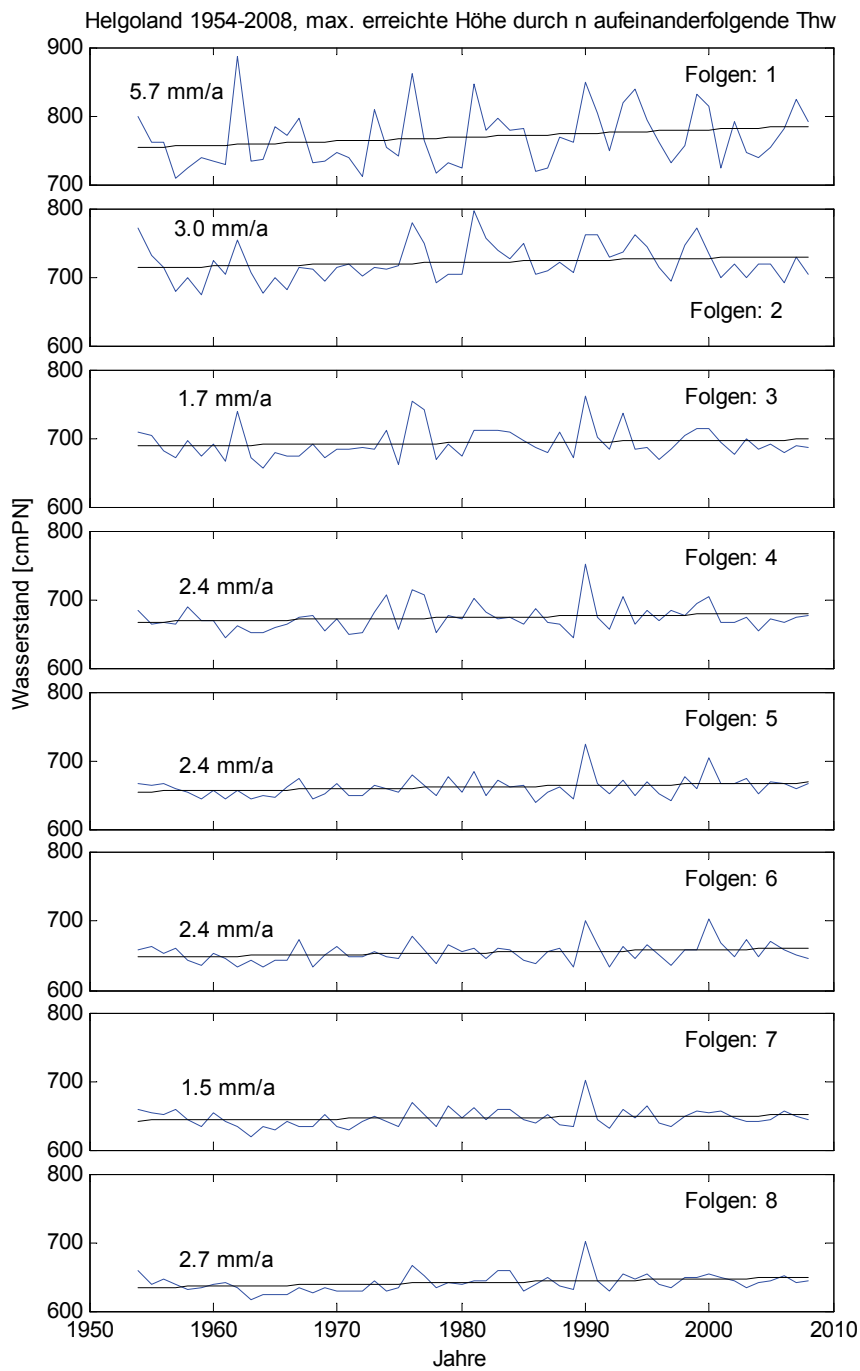 Helgoland 1954-2008, max. erreichte Höhe durch n aufeinanderfolgende Thw
900
800
700
5.7 mm/a
Folgen: 1
800
700
600
3.0 mm/a
Folgen: 2
800
700
600
1.7 mm/a
Folgen: 3
800
700
600
2.4 mm/a
Folgen: 4
Wasserstand [cmPN]
800
700
600
2.4 mm/a
Folgen: 5
800
700
600
2.4 mm/a
Folgen: 6
800
700
600
1.5 mm/a
Folgen: 7
800
700
600
2.7 mm/a
Folgen: 8
1950 1960 1970 1980 1990 2000 2010
Jahre